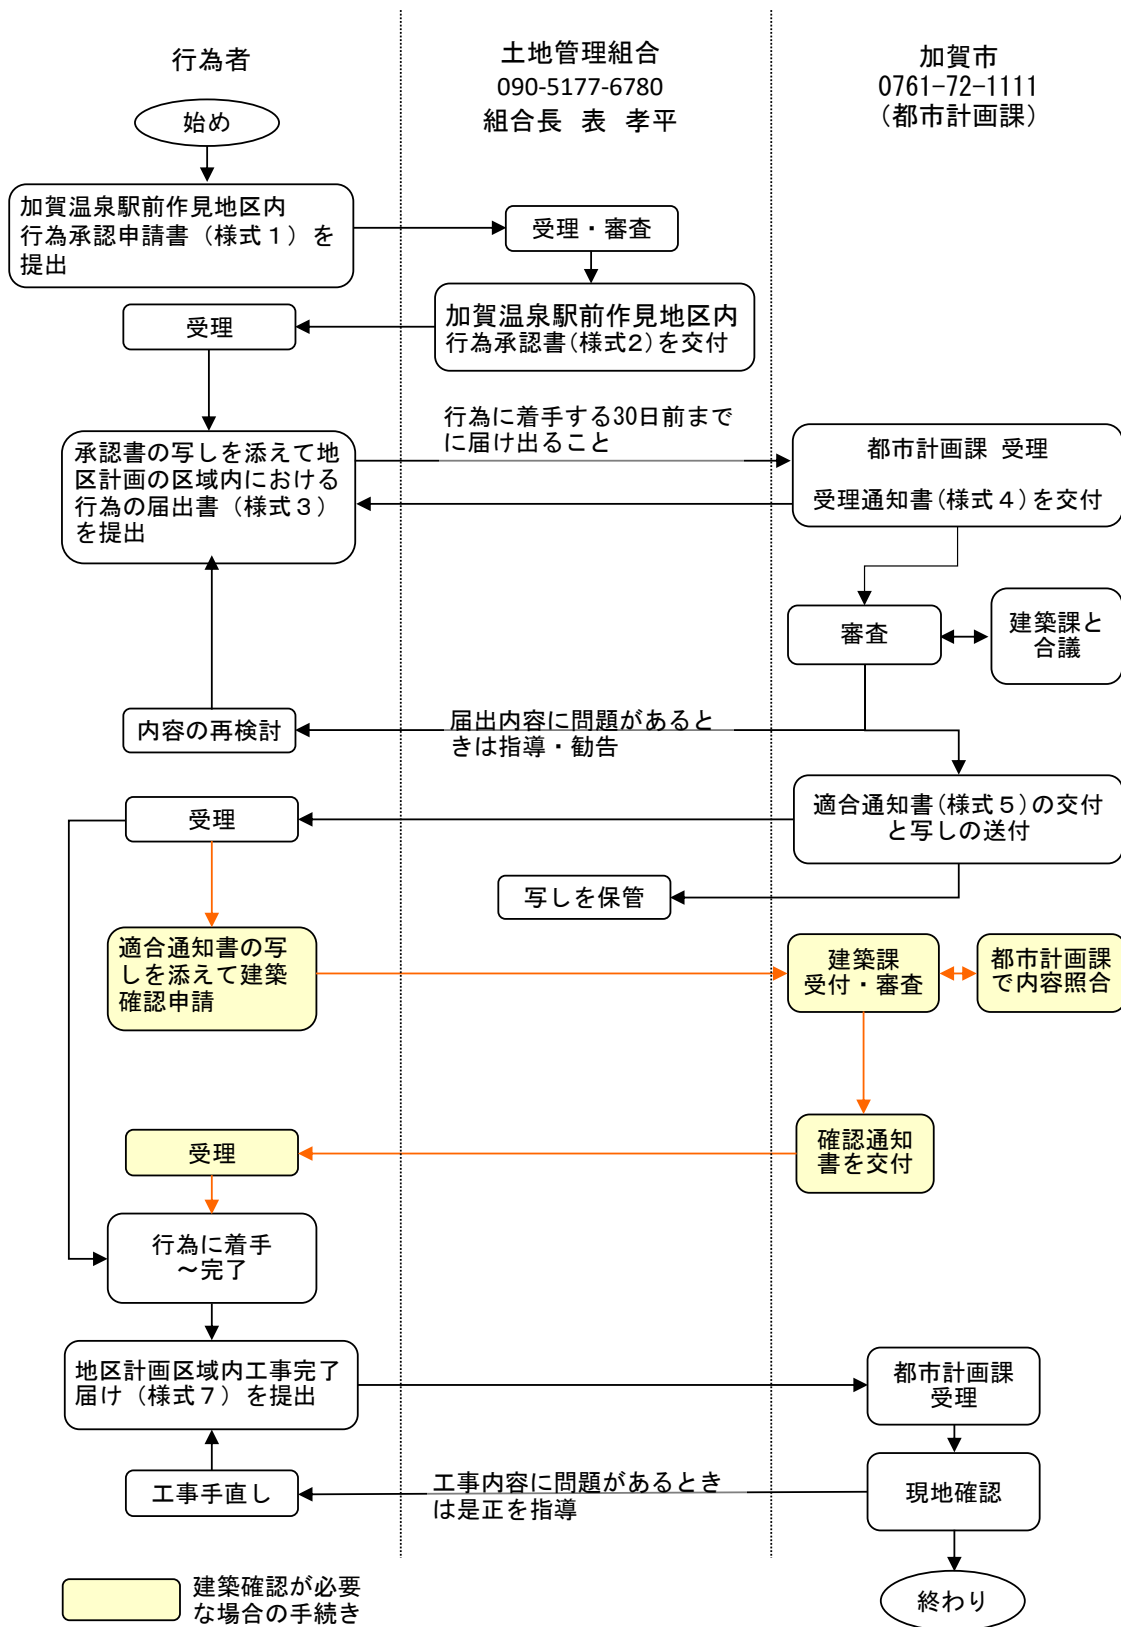 行為者
土地管理組合
090-5177-6780
組合長 表 孝平
加賀市
0761-72-1111
(都市計画課)
始め
加賀温泉駅前作見地区内
行為承認申請書（様式１）を
提出
受理・審査
加賀温泉駅前作見地区内
行為承認書(様式2)を交付
受理
承認書の写しを添えて地
区計画の区域内における
行為の届出書（様式３）
を提出
行為に着手する30日前まで
に届け出ること
都市計画課 受理
受理通知書(様式４)を交付
審査
建築課と
合議
届出内容に問題があると
きは指導・勧告
内容の再検討
適合通知書(様式５)の交付
と写しの送付
受理
写しを保管
適合通知書の写
しを添えて建築
確認申請
建築課
受付・審査
都市計画課
で内容照合
確認通知
書を交付
受理
行為に着手
～完了
地区計画区域内工事完了
届け（様式７）を提出
都市計画課
受理
現地確認
工事内容に問題があるとき
は是正を指導
工事手直し
終わり
建築確認が必要
な場合の手続き